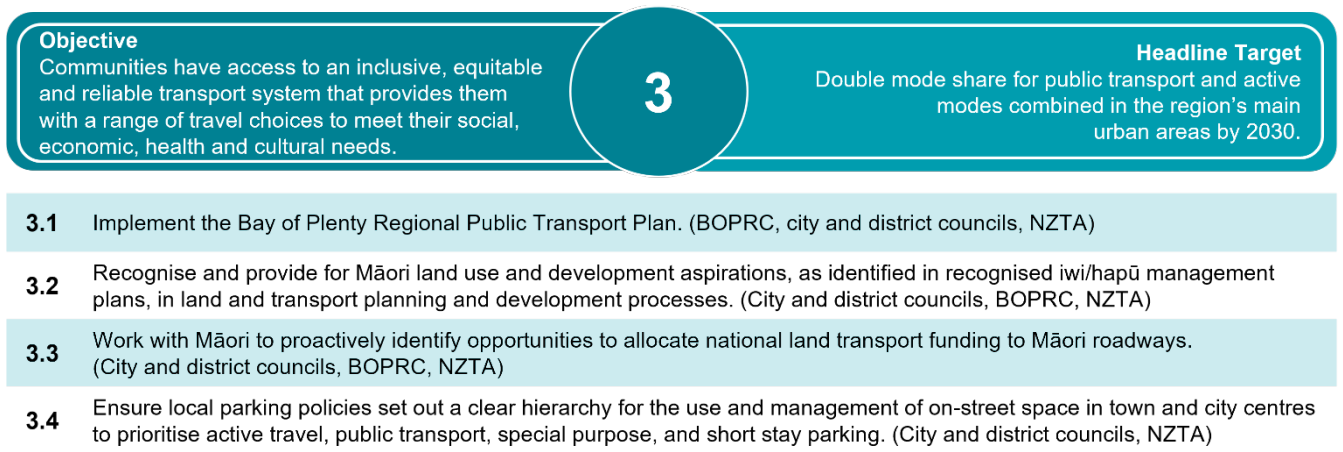 Objective
Communities have access to an inclusive, equitable
and reliable transport system that provides them
with a range of travel choices to meet their social,
economic, health and cultural needs.
3
Headline Target
Double mode share for public transport and active
modes combined in the region’s main
urban areas by 2030.
3.1 Implement the Bay of Plenty Regional Public Transport Plan. (BOPRC, city and district councils, NZTA)
3.2 Recognise and provide for Māori land use and development aspirations, as identified in recognised iwi/hapū management
plans, in land and transport planning and development processes. (City and district councils, BOPRC, NZTA)
3.3 Work with Māori to proactively identify opportunities to allocate national land transport funding to Māori roadways.
(City and district councils, BOPRC, NZTA)
3.4 Ensure local parking policies set out a clear hierarchy for the use and management of on-street space in town and city centres
to prioritise active travel, public transport, special purpose, and short stay parking. (City and district councils, NZTA)